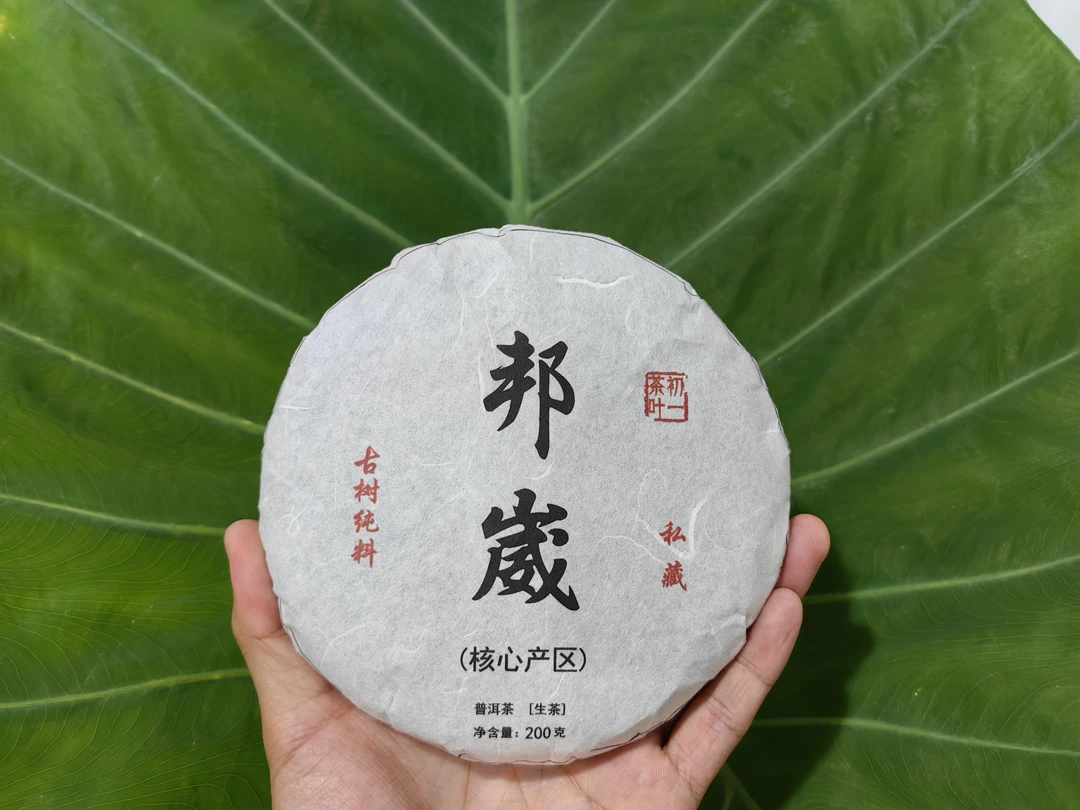 邦崴
初一
茶叶
古树纯料
私藏
(核心产区)
普洱茶 [生茶]
净含量：200克